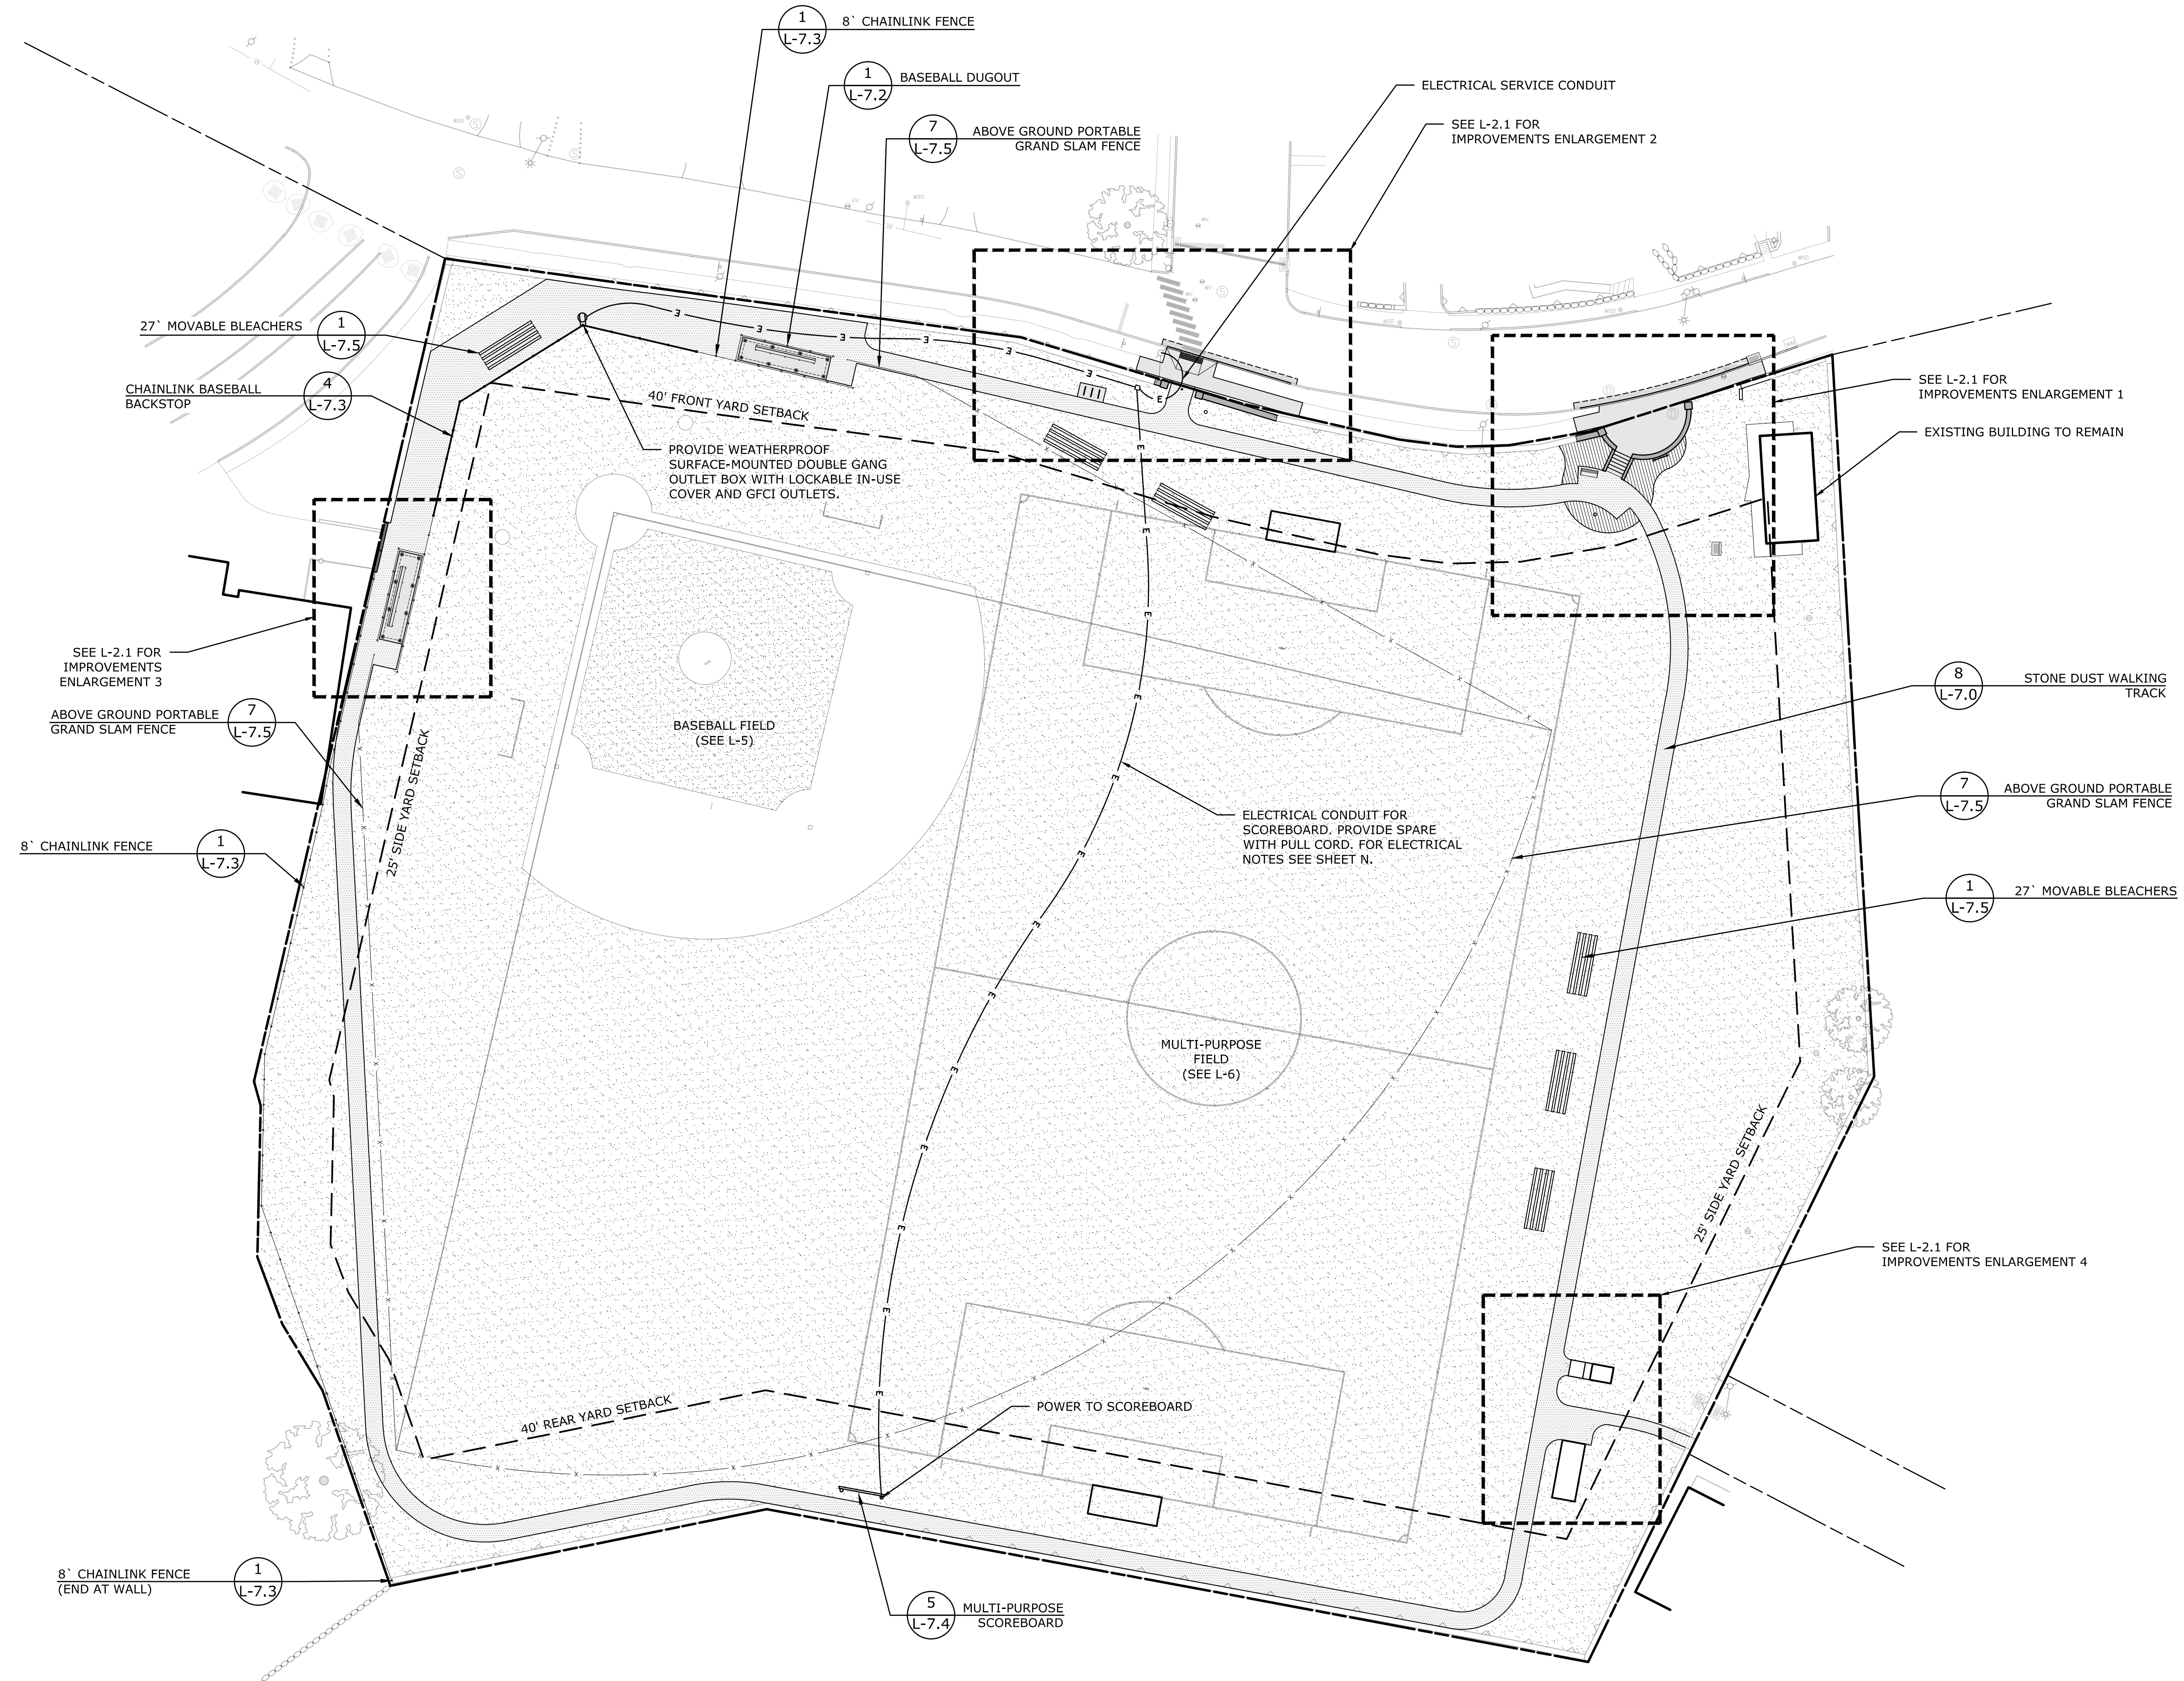 1
L-7.3
8` CHAINLINK FENCE
1
L-7.2
BASEBALL DUGOUT
7
L-7.5
ABOVE GROUND PORTABLE
GRAND SLAM FENCE
ELECTRICAL SERVICE CONDUIT
SEE L-2.1 FOR
IMPROVEMENTS ENLARGEMENT 2
27` MOVABLE BLEACHERS
1
L-7.5
CHAINLINK BASEBALL
BACKSTOP
4
L-7.3
40' FRONT YARD SETBACK
PROVIDE WEATHERPROOF
SURFACE-MOUNTED DOUBLE GANG
OUTLET BOX WITH LOCKABLE IN-USE
COVER AND GFCI OUTLETS.
SEE L-2.1 FOR
IMPROVEMENTS ENLARGEMENT 1
EXISTING BUILDING TO REMAIN
SEE L-2.1 FOR
IMPROVEMENTS
ENLARGEMENT 3
ABOVE GROUND PORTABLE
GRAND SLAM FENCE
7
L-7.5
25' SIDE YARD SETBACK
BASEBALL FIELD
(SEE L-5)
8
L-7.0
STONE DUST WALKING
TRACK
7
L-7.5
ABOVE GROUND PORTABLE
GRAND SLAM FENCE
ELECTRICAL CONDUIT FOR
SCOREBOARD. PROVIDE SPARE
WITH PULL CORD. FOR ELECTRICAL
NOTES SEE SHEET N.
8` CHAINLINK FENCE
1
L-7.3
1
L-7.5
27` MOVABLE BLEACHERS
MULTI-PURPOSE
FIELD
(SEE L-6)
25' SIDE YARD SETBACK
SEE L-2.1 FOR
IMPROVEMENTS ENLARGEMENT 4
40' REAR YARD SETBACK
POWER TO SCOREBOARD
8` CHAINLINK FENCE
(END AT WALL)
1
L-7.3
5
L-7.4
MULTI-PURPOSE
SCOREBOARD